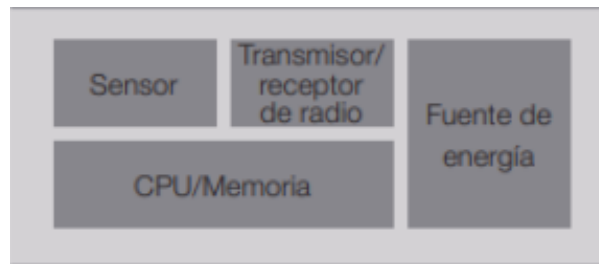 Sensor
Transmisor/
receptor
de radio
Fuente de
energía
CPU/Memoria